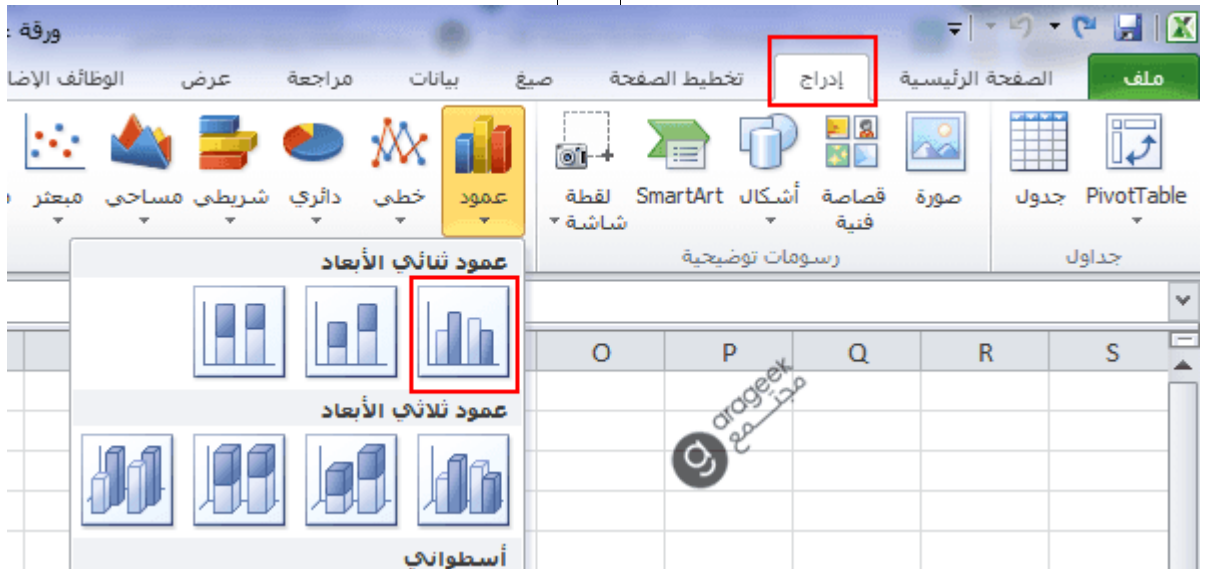 ورقة
ملف الصفحة الرئيسية إدراج تخطيط الصفحة صيغ بيانات مراجعة عرض الوظائف الإضا
PivotTable جدول صورة قصاصة فنية أشكال SmartArt لقطة شاشة عمود خطي دائري شريطي مساحي مبعثر
جداول رسومات توضيحية
عمود ثنائي الأبعاد
O P Q R S
عمود ثلاثي الأبعاد
arageek
مجتمع
أسطواني